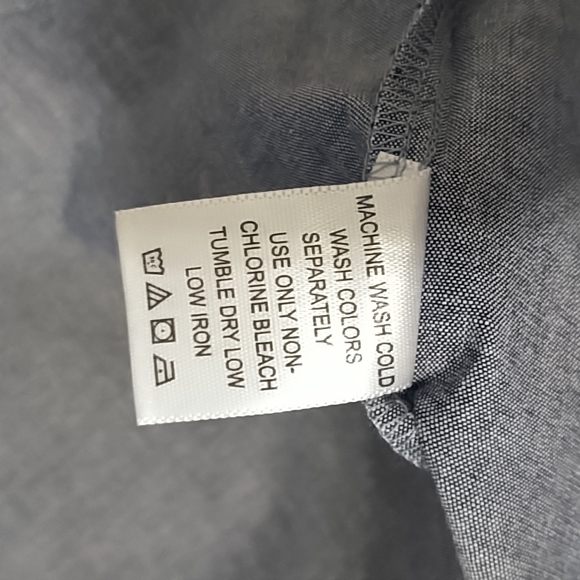 MACHINE WASH COLD
WASH COLORS
SEPARATELY
USE ONLY NON-
CHLORINE BLEACH
TUMBLE DRY LOW
LOW IRON